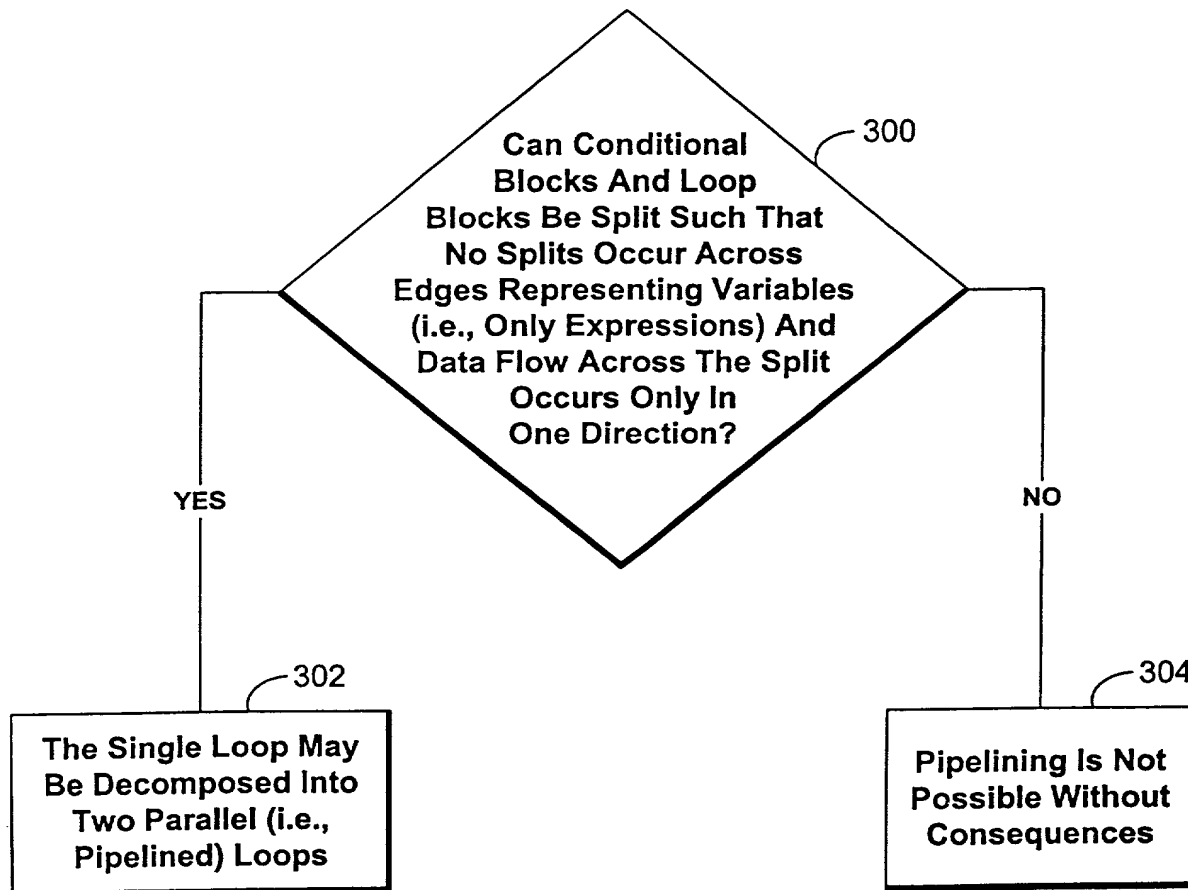 300
Can Conditional
Blocks And Loop
Blocks Be Split Such That
No Splits Occur Across
Edges Representing Variables
(i.e., Only Expressions) And
Data Flow Across The Split
Occurs Only In
One Direction?
YES
NO
302
The Single Loop May
Be Decomposed Into
Two Parallel (i.e.,
Pipelined) Loops
304
Pipelining Is Not
Possible Without
Consequences